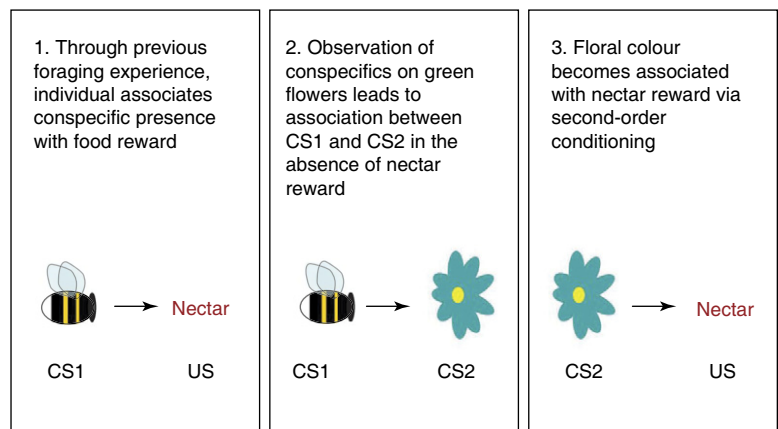 1. Through previous
foraging experience,
individual associates
conspecific presence
with food reward
Nectar
CS1 US
2. Observation of
conspecifics on green
flowers leads to
association between
CS1 and CS2 in the
absence of nectar
reward
CS1 CS2
3. Floral colour
becomes associated
with nectar reward via
second-order
conditioning
Nectar
CS2 US